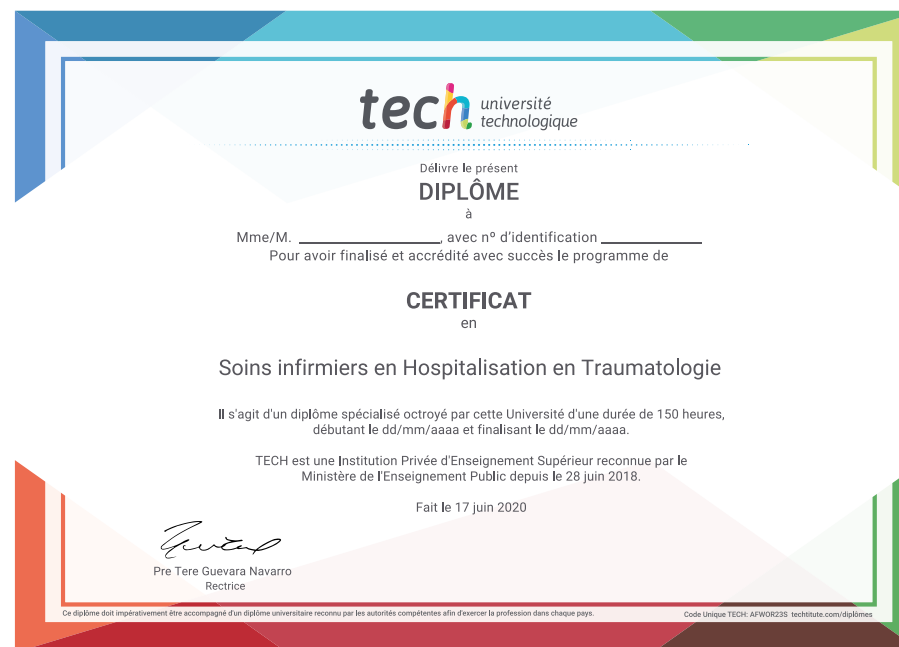 tech université
technologique
Délivre le présent
DIPLÔME
à
Mme/M. ____________________, avec nº d'identification ______________
Pour avoir finalisé et accrédité avec succès le programme de
CERTIFICAT
en
Soins infirmiers en Hospitalisation en Traumatologie
Il s'agit d'un diplôme spécialisé octroyé par cette Université d'une durée de 150 heures,
débutant le dd/mm/aaaa et finalisant le dd/mm/aaaa.
TECH est une Institution Privée d'Enseignement Supérieur reconnue par le
Ministère de l'Enseignement Public depuis le 28 juin 2018.
Fait le 17 juin 2020
Pre Tere Guevara Navarro
Rectrice
Ce diplôme doit impérativement être accompagné d'un diplôme universitaire reconnu par les autorités compétentes afin d'exercer la profession dans chaque pays.
Code Unique TECH: AFWOR23S techtitute.com/diplômes